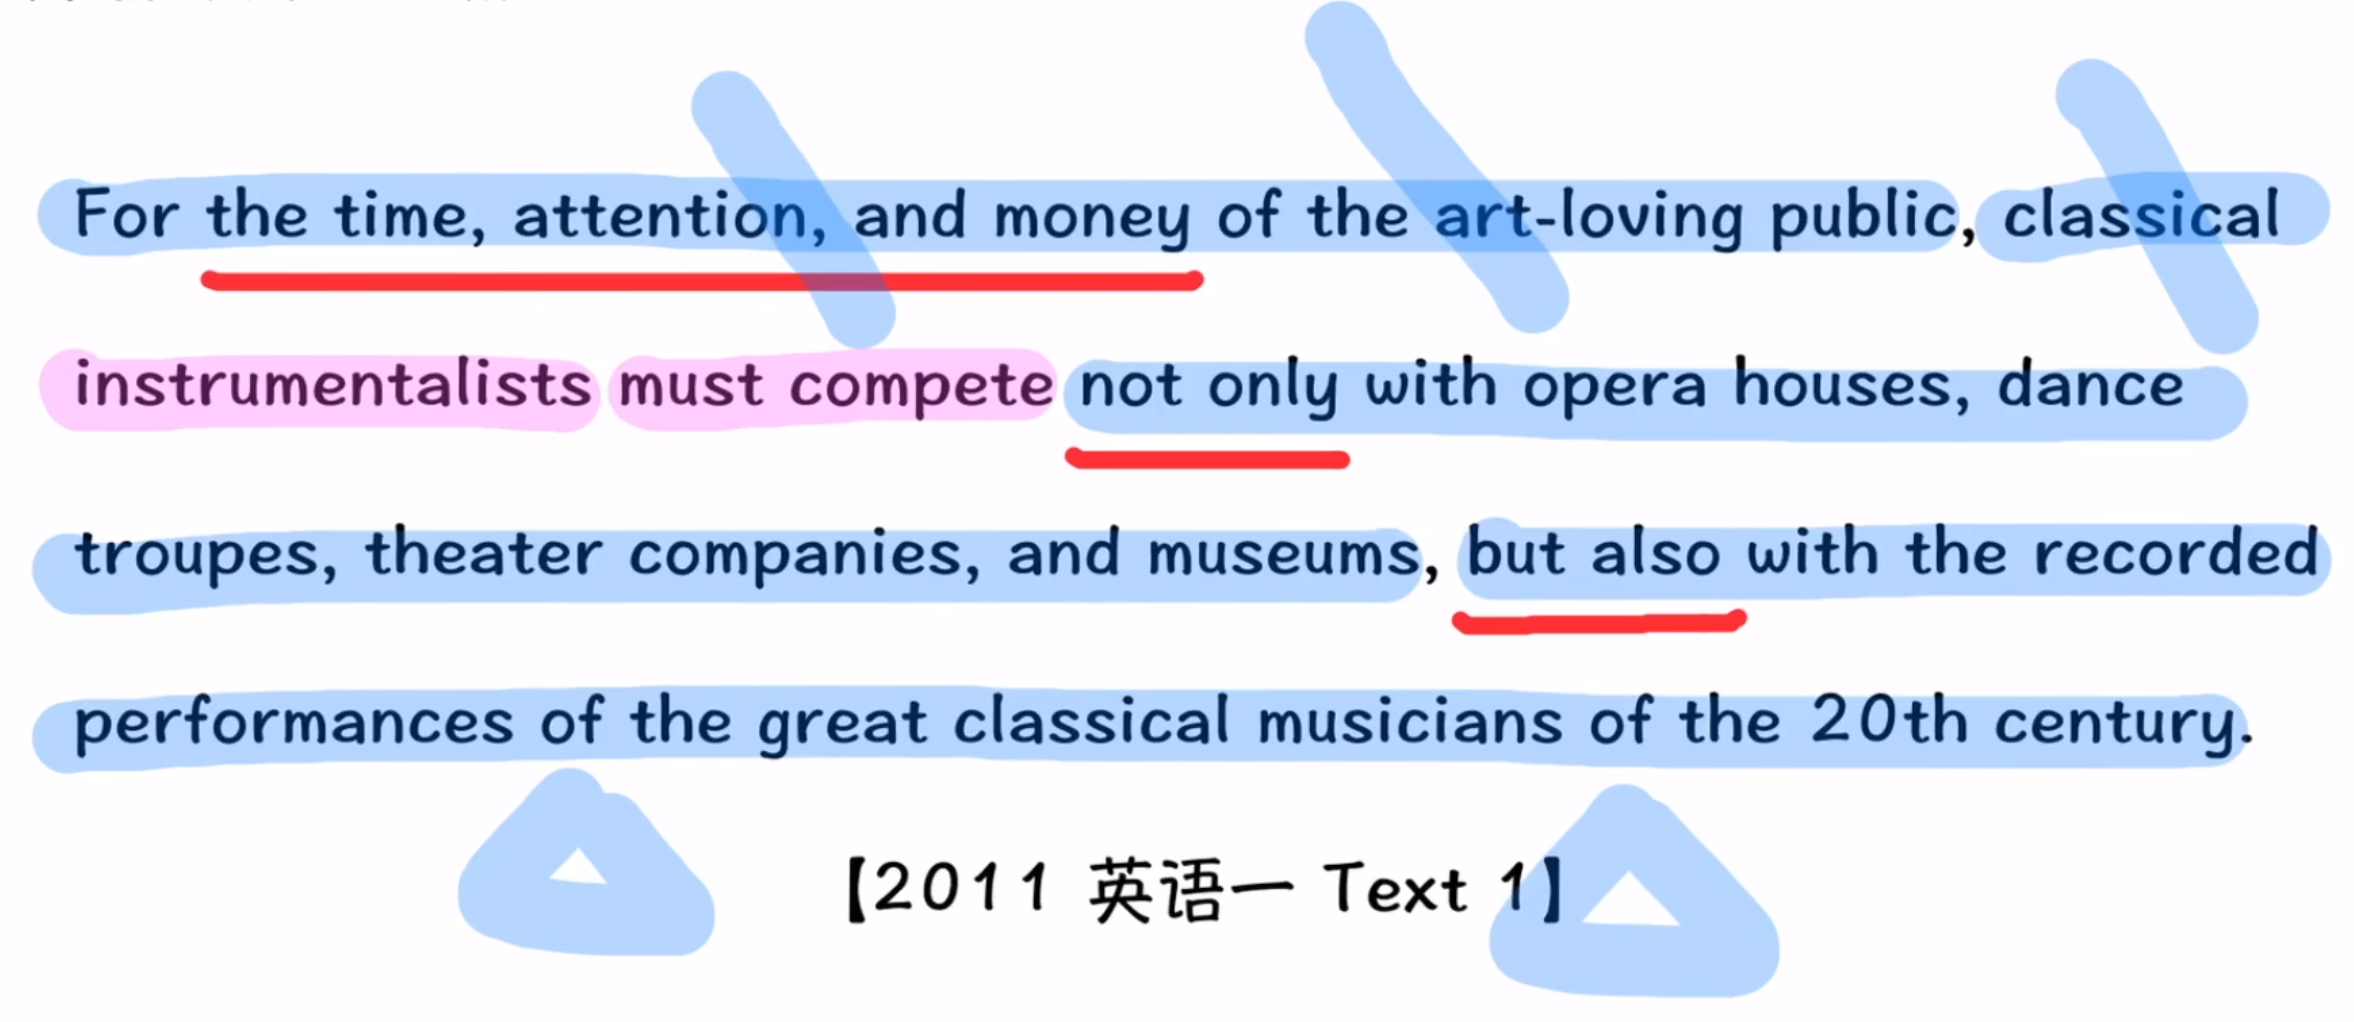 For the time, attention, and money of the art-loving public, classical
instrumentalists must compete not only with opera houses, dance
troupes, theater companies, and museums, but also with the recorded
performances of the great classical musicians of the 20th century.
【2011 英语一 Text 1】